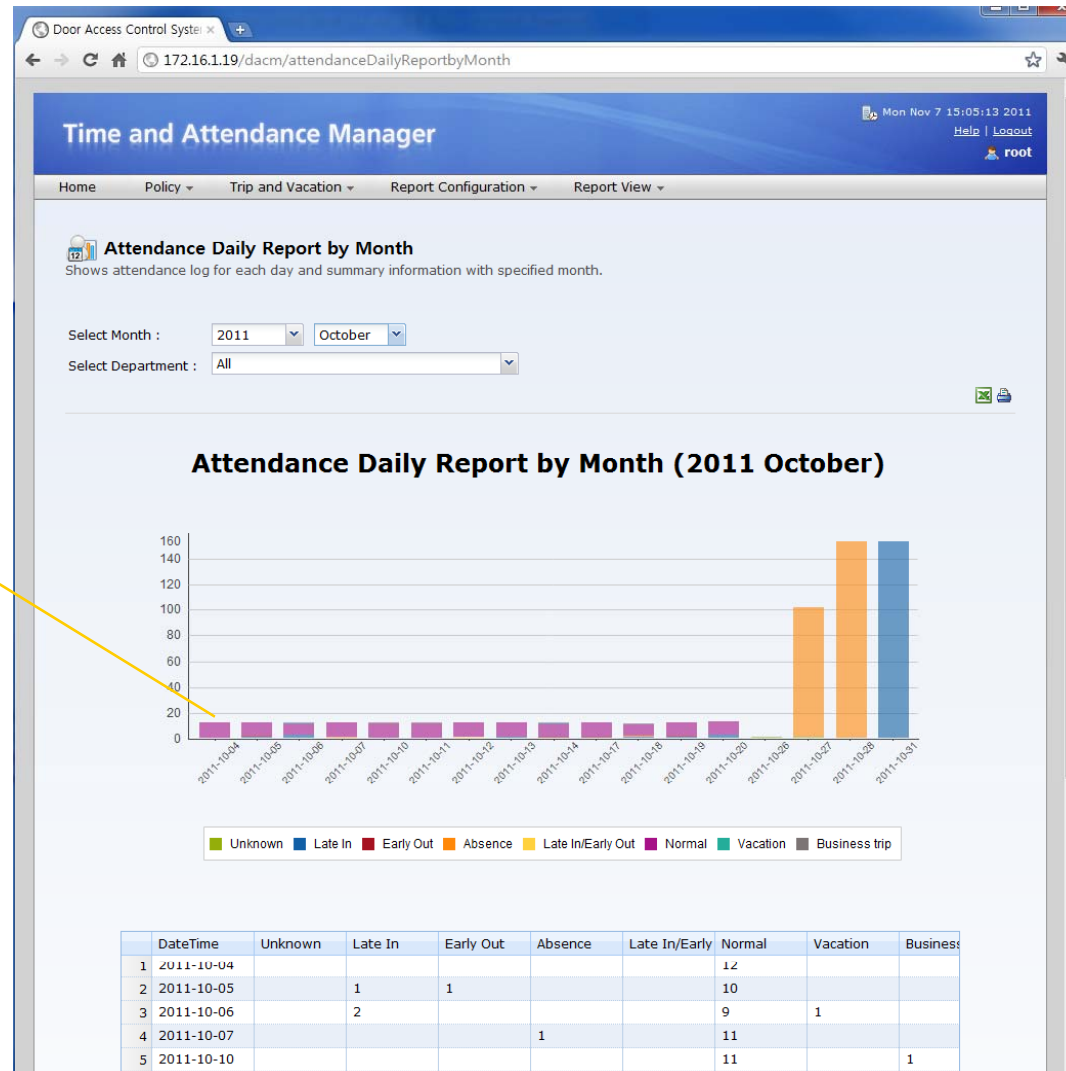 Door Access Control System
172.16.1.19/dacm/attendanceDailyReportbyMonth
Mon Nov 7 15:05:13 2011
Time and Attendance Manager
Help | Logout
root
Home Policy Trip and Vacation Report Configuration Report View
12
Attendance Daily Report by Month
Shows attendance log for each day and summary information with specified month.
Select Month : 2011 October
Select Department : All
Attendance Daily Report by Month (2011 October)
160
140
120
100
80
60
40
20
0
2011-10-04 2011-10-05 2011-10-06 2011-10-07 2011-10-10 2011-10-11 2011-10-12 2011-10-13 2011-10-14 2011-10-17 2011-10-18 2011-10-19 2011-10-20 2011-10-26 2011-10-27 2011-10-28 2011-10-31
Unknown Late In Early Out Absence Late In/Early Out Normal Vacation Business trip
DateTime Unknown Late In Early Out Absence Late In/Early Normal Vacation Business
1 2011-10-04 12
2 2011-10-05 1 1 10
3 2011-10-06 2 9 1
4 2011-10-07 1 11
5 2011-10-10 11 1